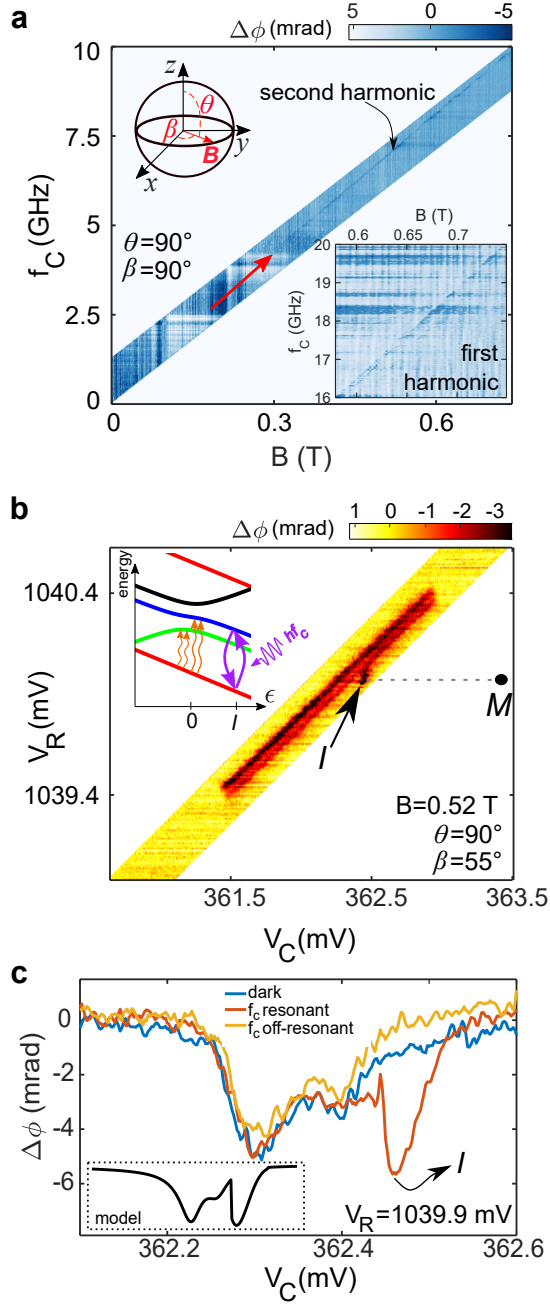 a
Δϕ (mrad)
5 0 -5
10
7.5
5
2.5
0
f_C (GHz)
z
θ
β
B
y
x
second harmonic
θ=90°
β=90°
B (T)
0.6 0.65 0.7
20
19
18
17
16
f_C (GHz)
first
harmonic
0 0.3 0.6
B (T)
b
Δϕ (mrad)
1 0 -1 -2 -3
energy
hf_C
0 I ϵ
1040.4
V_R(mV)
1039.4
I
M
B=0.52 T
θ=90°
β=55°
361.5 362.5 363.5
V_C(mV)
c
dark
f_C resonant
f_C off-resonant
0
-2
-4
-6
Δϕ (mrad)
I
model
V_R=1039.9 mV
362.2 362.4 362.6
V_C(mV)